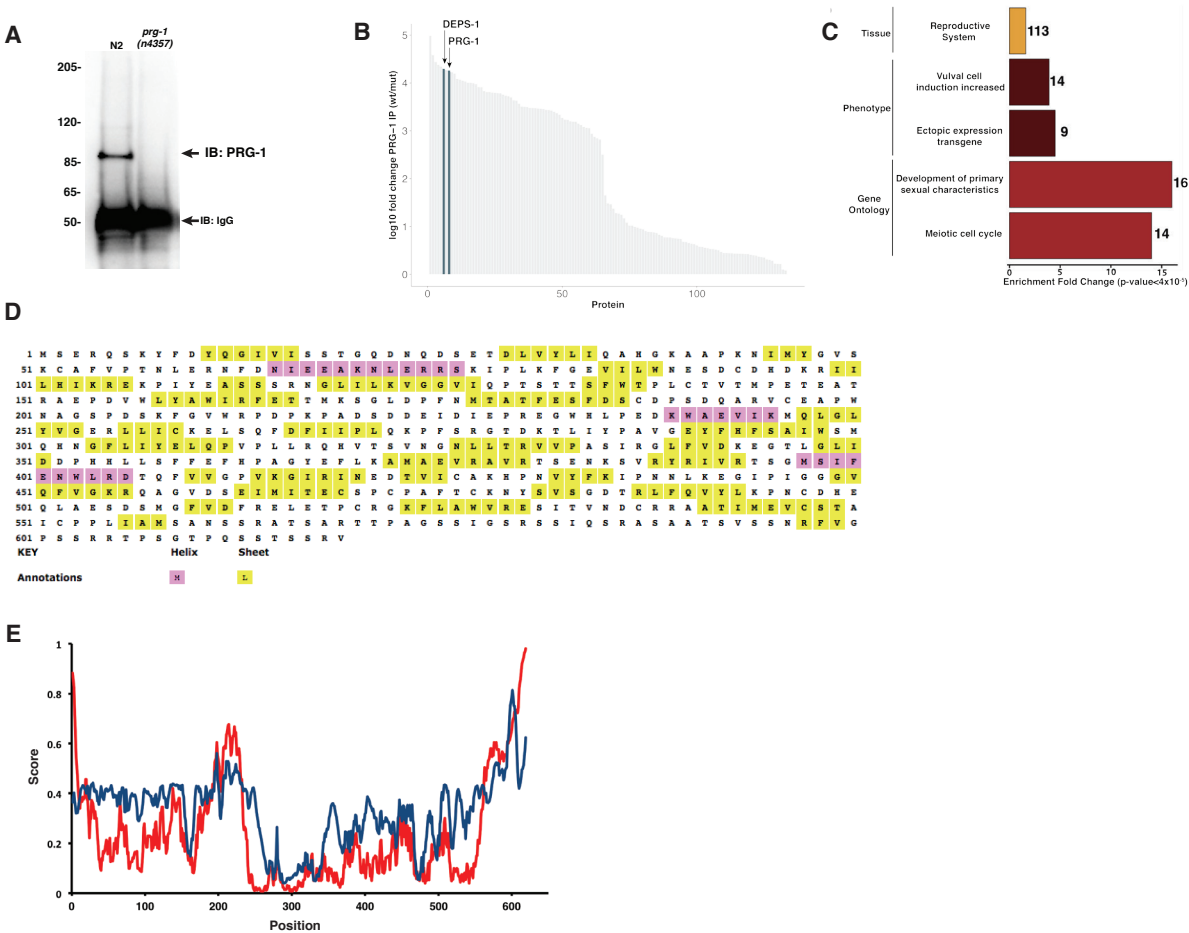 A
N2
prg-1
(n4357)
205-
120-
85-
65-
50-
IB: PRG-1
IB: IgG
B
DEPS-1
PRG-1
log10 fold change PRG-1 IP (wt/mut)
5
4
3
2
1
0
0 50 100
Protein
C
Tissue
Reproductive
System
113
Phenotype
Vulval cell
induction increased
14
Ectopic expression
transgene
9
Gene
Ontology
Development of primary
sexual characteristics
16
Meiotic cell cycle
14
0 5 10 15
Enrichment Fold Change (p-value<4x10⁻⁵)
D
1 M S E R Q S K Y F D Y Q G I V I S S T G Q D N Q D S E T D L V Y L I Q A H G K A A P K N I M Y G V S
51 K C A F V P T N L E R N F D N I E E A K N L E R R S K I P L K F G E V I L W N E S D C D H D K R I I
101 L H I K R E K P I Y E A S S S R N G L I L K V G G V I Q P T S T T S F W T P L C T V T M P E T E A T
151 R A E P D V W L Y A W I R F E T T M K S G L D P F N M T A T F E S F D S C D P S D Q A R V C E A P W
201 N A G S P D S K F G V W R P D P K P A D S D D E I D I E P R E G W H L P E D K W A E V I K M Q L G L
251 Y V G E R L L I C K E L S Q F D F I I P L Q K P F S R G T D K T L I Y P A V G E Y F H F S A I W S M
301 Q H N G F L I Y E L Q P V P L L R Q H V T S V N G N L L T R V V P A S I R G L F V D K E G T L G L I
351 D D P H H L L S F F E F H P A G Y E F L K A M A E V R A V R T S E N K S V R Y R I V R T S G M S I F
401 E N W L R D T Q F V V G P V K G I R I N E D T V I C A K H P N V Y F K I P N N L K E G I P I G G G V
451 Q F V G K R Q A G V D S E I M I T E C S P C P A F T C K N Y S V S G D T R L F Q V Y L K P N C D H E
501 Q L A E S D S M G F V D F R E L E T P C R G K F L A W V R E S I T V N D C R R A A T I M E V C S T A
551 I C P P L I A M S A N S S R A T S A R T T P A G S S I G S R S S I Q S R A S A A T S V S S N R F V G
601 P S S R R T P S G T P Q S S T S S R V
KEY Helix Sheet
Annotations M L
E
Score
1
0.8
0.6
0.4
0.2
0
0 100 200 300 400 500 600
Position